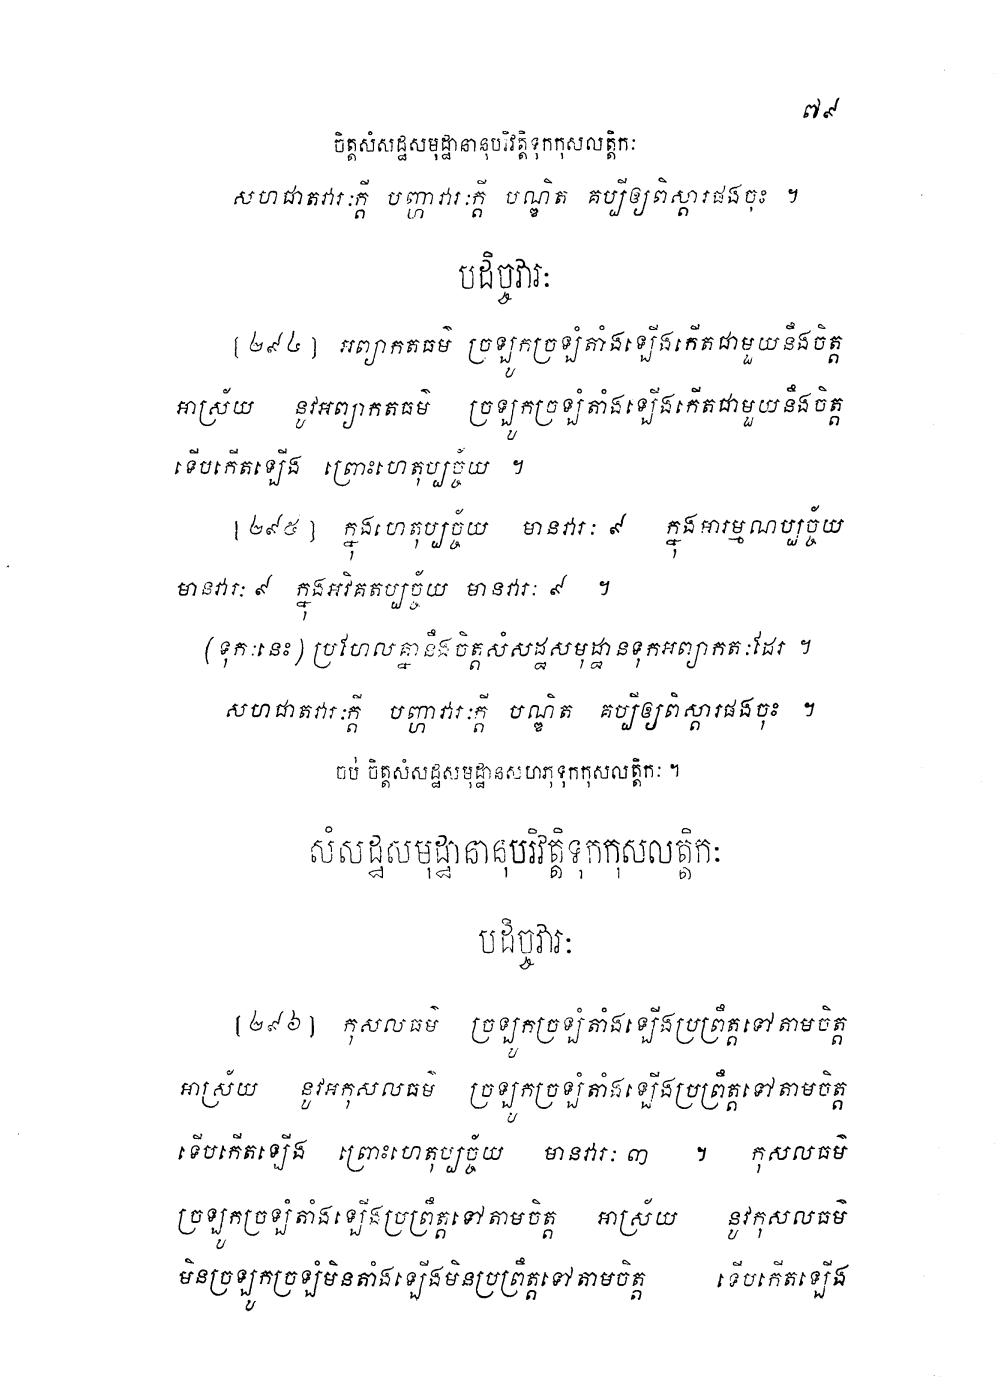 ៧៩
ចិត្តសំសដ្ឋសមុដ្ឋានានុបរិវត្តិទុកកុសលត្តិកៈ
សហជាតវារៈក្តី បញ្ហាវារៈក្តី បណ្ឌិត គប្បីឲ្យពិស្តារផងចុះ ។
បដិច្ចវារៈ
[២៩៤] អព្យាកតធម៌ ច្រឡូកច្រឡំតាំងឡើងកើតជាមួយនឹងចិត្ត
អាស្រ័យ នូវអព្យាកតធម៌ ច្រឡូកច្រឡំតាំងឡើងកើតជាមួយនឹងចិត្ត
ទើបកើតឡើង ព្រោះហេតុប្បច្ច័យ ។
[២៩៥] ក្នុងហេតុប្បច្ច័យ មានវារៈ ៩ ក្នុងអារម្មណប្បច្ច័យ
មានវារៈ ៩ ក្នុងអវិគតប្បច្ច័យ មានវារៈ ៩ ។
(ទុកៈនេះ) ប្រហែលគ្នានឹងចិត្តសំសដ្ឋសមុដ្ឋានទុកអព្យាកតៈដែរ ។
សហជាតវារៈក្តី បញ្ហាវារៈក្តី បណ្ឌិត គប្បីឲ្យពិស្តារផងចុះ ។
ចប់ ចិត្តសំសដ្ឋសមុដ្ឋានសហភុទុកកុសលត្តិកៈ ។
សំសដ្ឋសមុដ្ឋានានុបរិវត្តិទុកកុសលត្តិកៈ
បដិច្ចវារៈ
[២៩៦] កុសលធម៌ ច្រឡូកច្រឡំតាំងឡើងប្រព្រឹត្តទៅតាមចិត្ត
អាស្រ័យ នូវអកុសលធម៌ ច្រឡូកច្រឡំតាំងឡើងប្រព្រឹត្តទៅតាមចិត្ត
ទើបកើតឡើង ព្រោះហេតុប្បច្ច័យ មានវារៈ ៣ ។ កុសលធម៌
ច្រឡូកច្រឡំតាំងឡើងប្រព្រឹត្តទៅតាមចិត្ត អាស្រ័យ នូវកុសលធម៌
មិនច្រឡូកច្រឡំមិនតាំងឡើងមិនប្រព្រឹត្តទៅតាមចិត្ត ទើបកើតឡើង